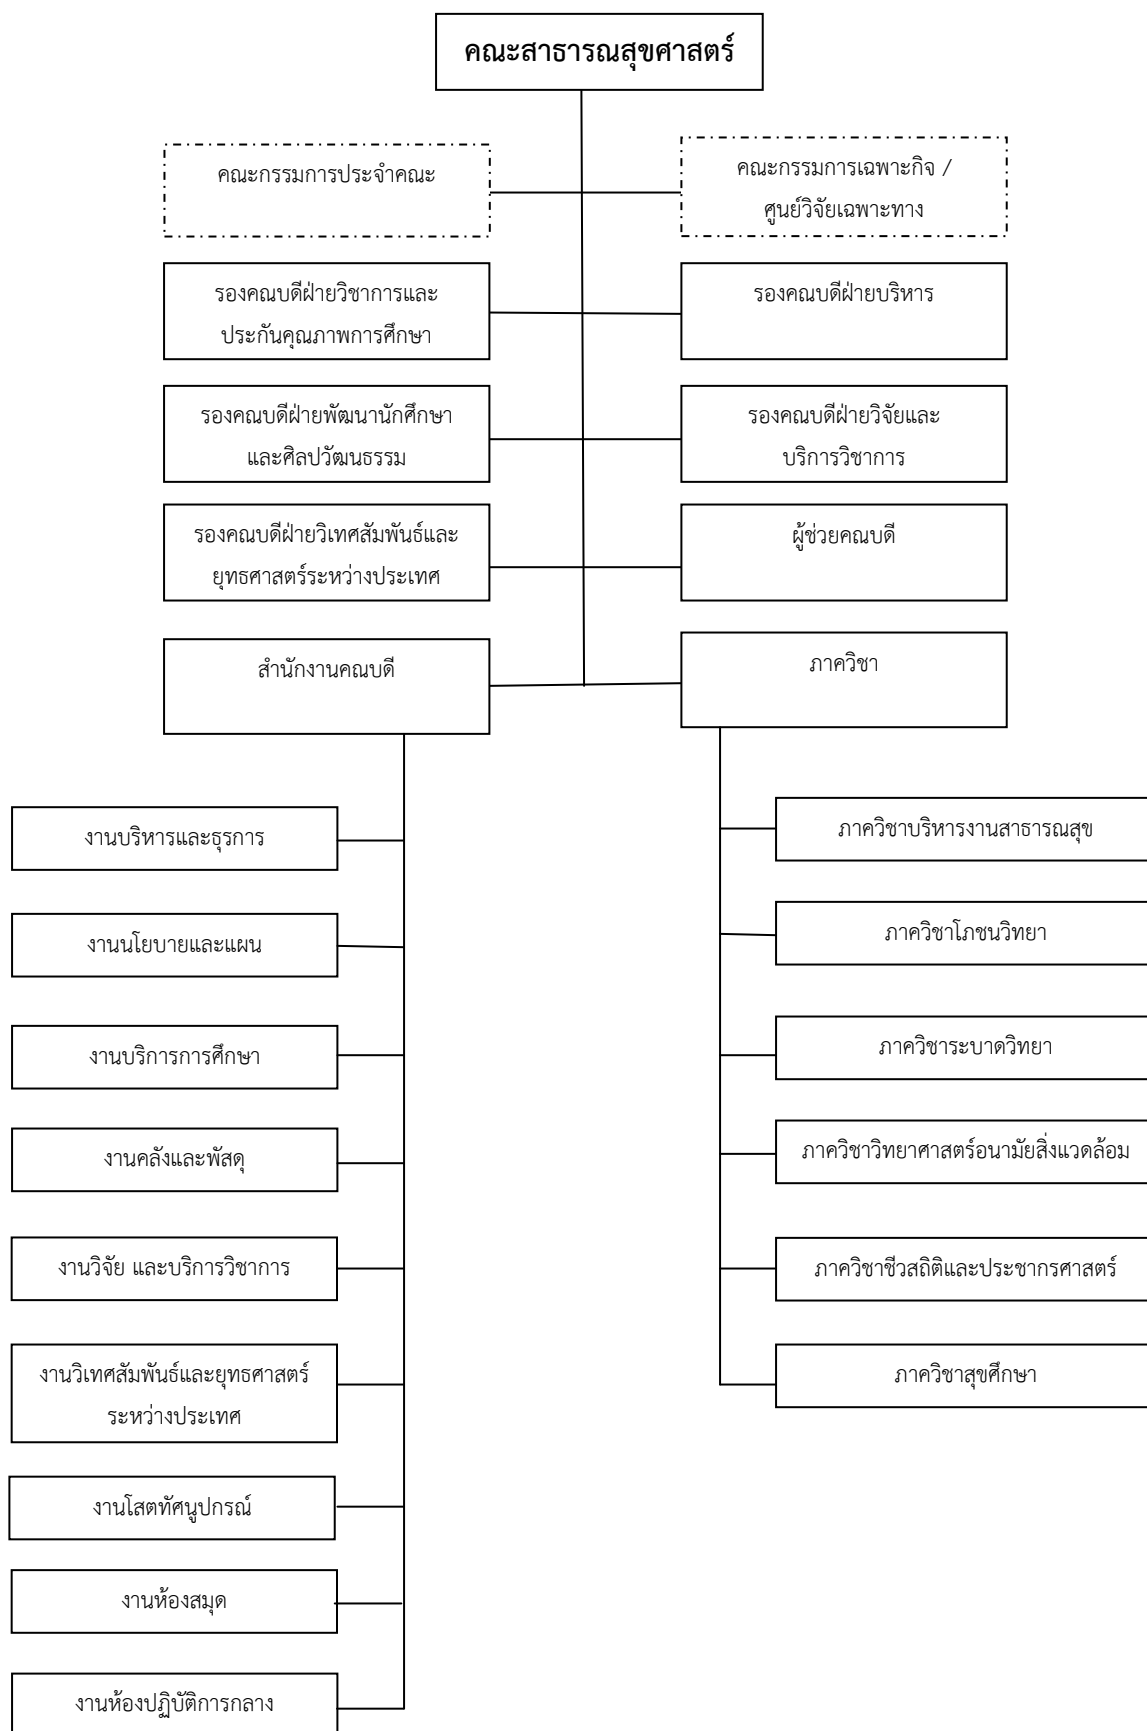 คณะสาธารณสุขศาสตร์
คณะกรรมการประจำคณะ
คณะกรรมการเฉพาะกิจ /
ศูนย์วิจัยเฉพาะทาง
รองคณบดีฝ่ายวิชาการและ
ประกันคุณภาพการศึกษา
รองคณบดีฝ่ายบริหาร
รองคณบดีฝ่ายพัฒนานักศึกษา
และศิลปวัฒนธรรม
รองคณบดีฝ่ายวิจัยและ
บริการวิชาการ
รองคณบดีฝ่ายวิเทศสัมพันธ์และ
ยุทธศาสตร์ระหว่างประเทศ
ผู้ช่วยคณบดี
สำนักงานคณบดี
ภาควิชา
งานบริหารและธุรการ
งานนโยบายและแผน
งานบริการการศึกษา
งานคลังและพัสดุ
งานวิจัย และบริการวิชาการ
งานวิเทศสัมพันธ์และยุทธศาสตร์
ระหว่างประเทศ
งานโสตทัศนูปกรณ์
งานห้องสมุด
งานห้องปฏิบัติการกลาง
ภาควิชาบริหารงานสาธารณสุข
ภาควิชาโภชนวิทยา
ภาควิชาระบาดวิทยา
ภาควิชาวิทยาศาสตร์อนามัยสิ่งแวดล้อม
ภาควิชาชีวสถิติและประชากรศาสตร์
ภาควิชาสุขศึกษา